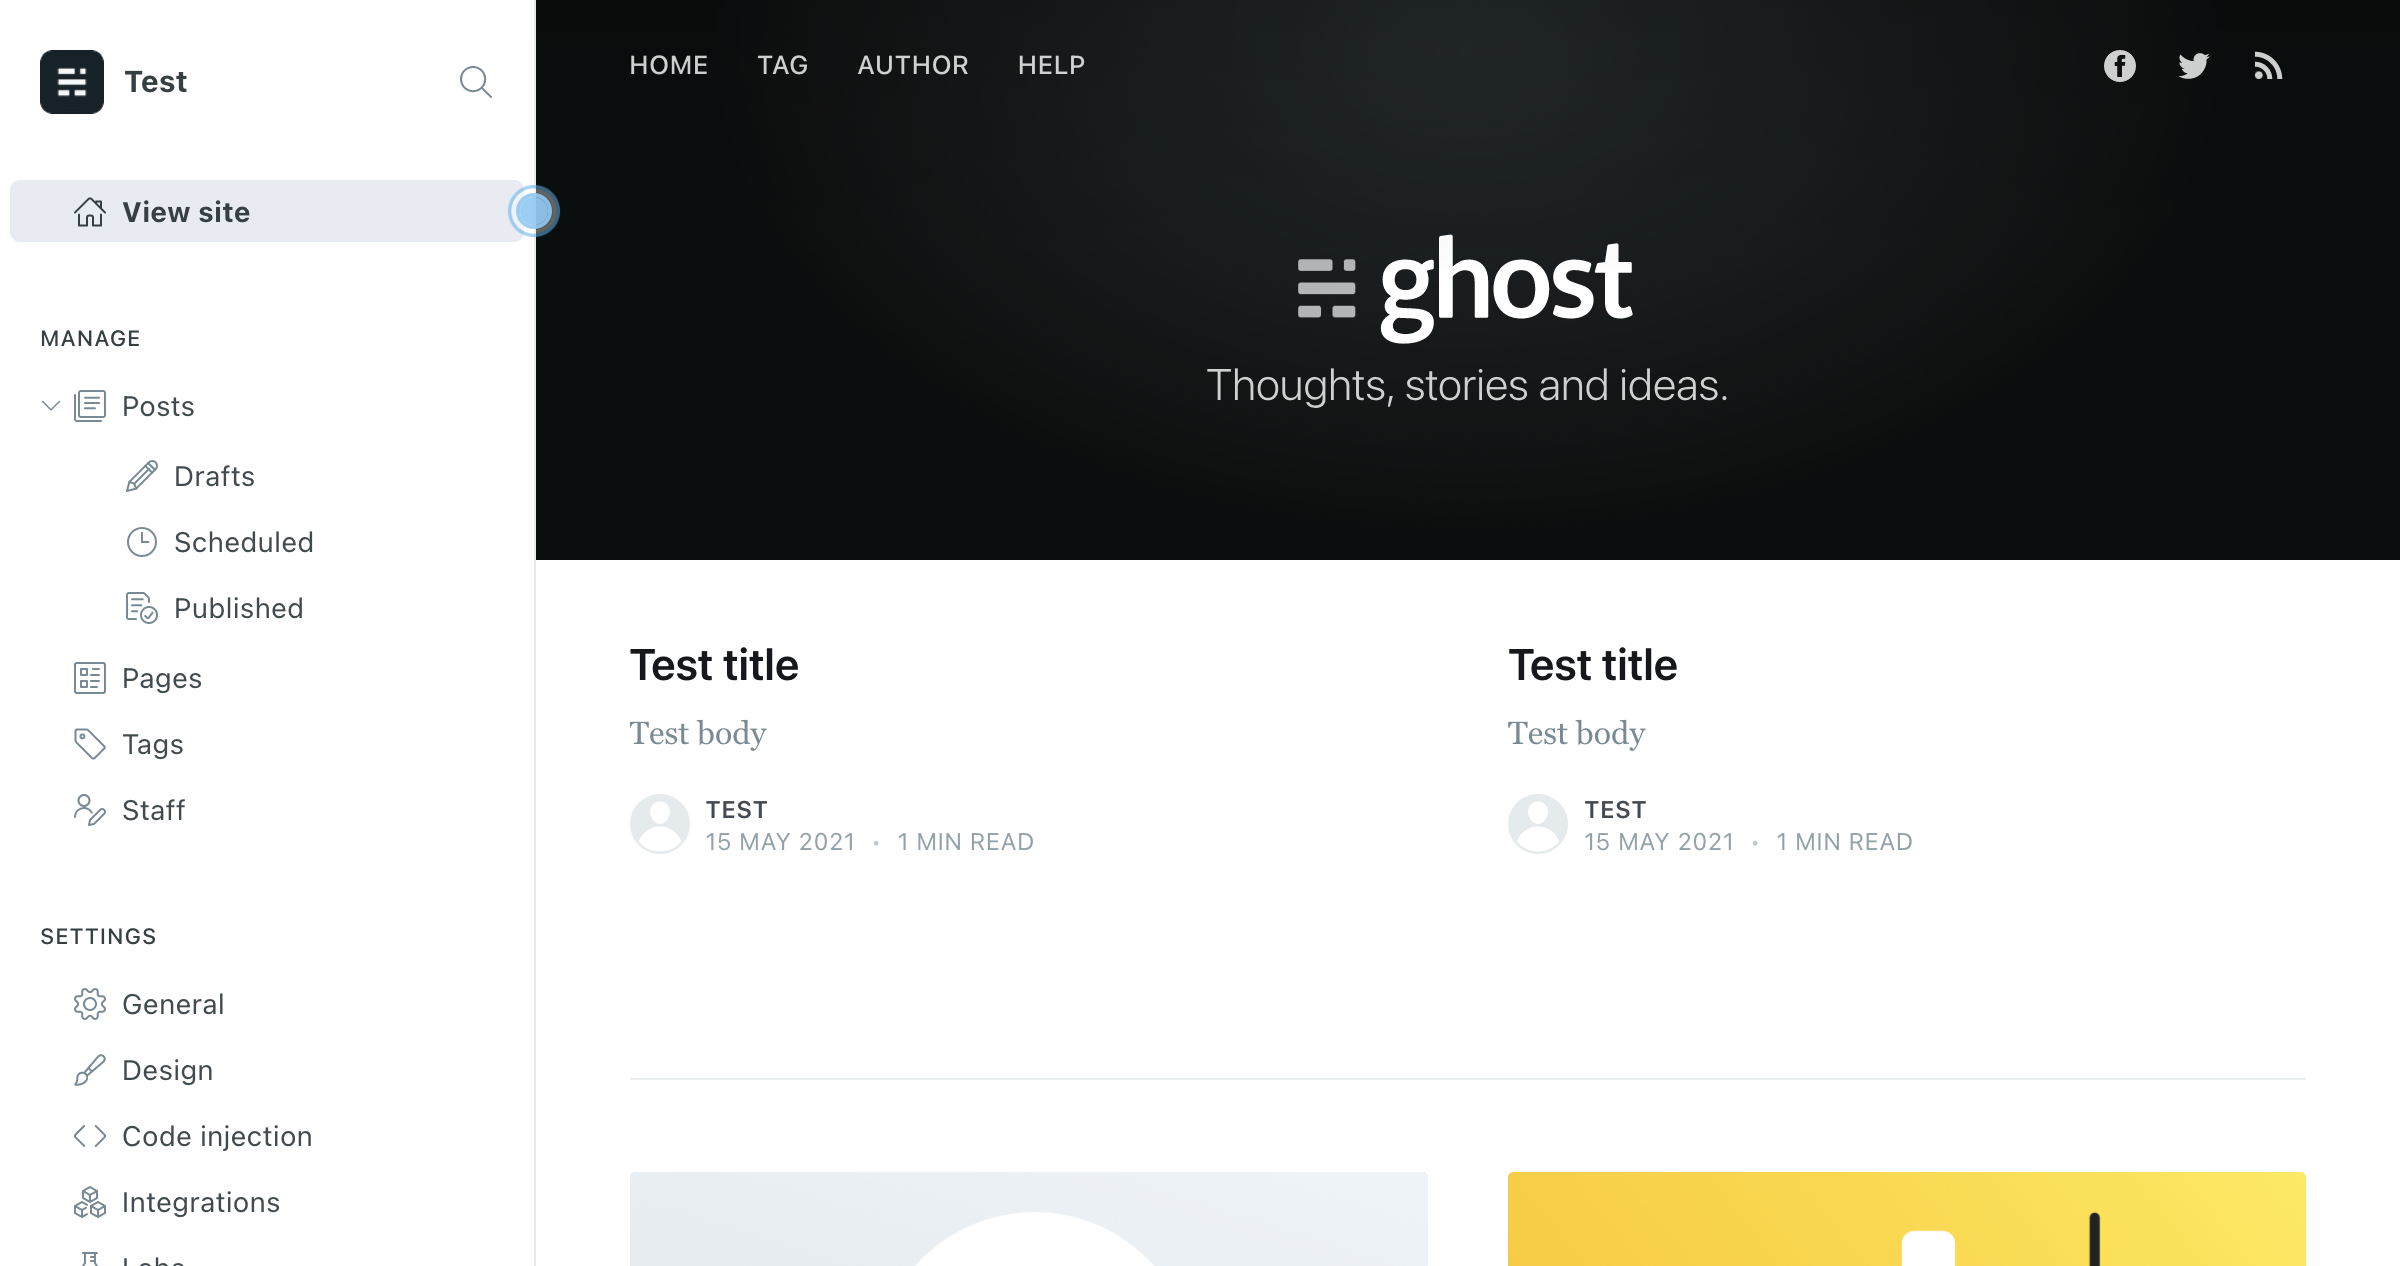 Test
View site
MANAGE
Posts
Drafts
Scheduled
Published
Pages
Tags
Staff
SETTINGS
General
Design
Code injection
Integrations
Labs
HOME TAG AUTHOR HELP
ghost
Thoughts, stories and ideas.
Test title
Test body
TEST
15 MAY 2021 • 1 MIN READ
Test title
Test body
TEST
15 MAY 2021 • 1 MIN READ